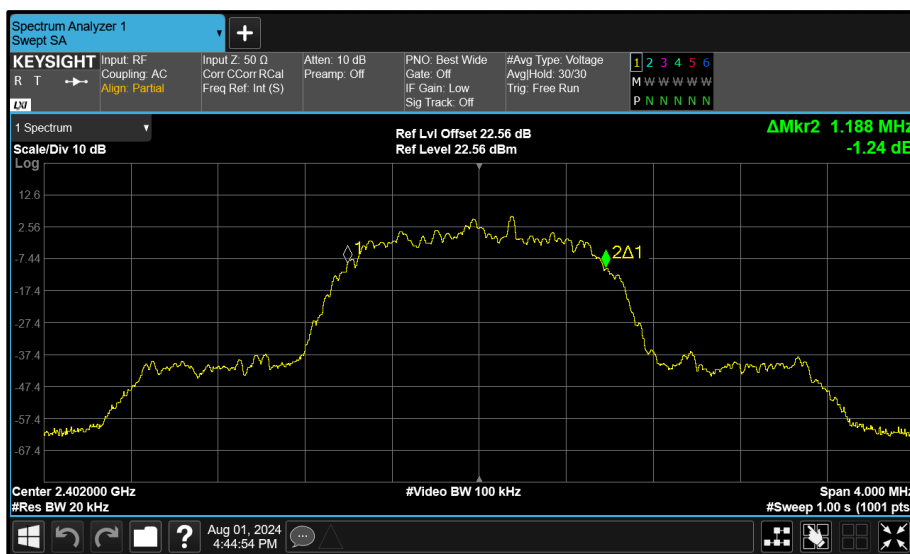 Spectrum Analyzer 1
Swept SA
KEYSIGHT
R T
LXI
Input: RF
Coupling: AC
Align: Partial
Input Z: 50 Ω
Corr CCorr RCal
Freq Ref: Int (S)
Atten: 10 dB
Preamp: Off
PNO: Best Wide
Gate: Off
IF Gain: Low
Sig Track: Off
#Avg Type: Voltage
Avg|Hold: 30/30
Trig: Free Run
1 2 3 4 5 6
M W W W W W
P N N N N N
1 Spectrum
Scale/Div 10 dB
Ref Lvl Offset 22.56 dB
Ref Level 22.56 dBm
ΔMkr2 1.188 MHz
-1.24 dB
Log
12.6
2.56
-7.44
-17.4
-27.4
-37.4
-47.4
-57.4
-67.4
1
2Δ1
Center 2.402000 GHz
#Res BW 20 kHz
#Video BW 100 kHz
Span 4.000 MHz
#Sweep 1.00 s (1001 pts
?
Aug 01, 2024
4:44:54 PM